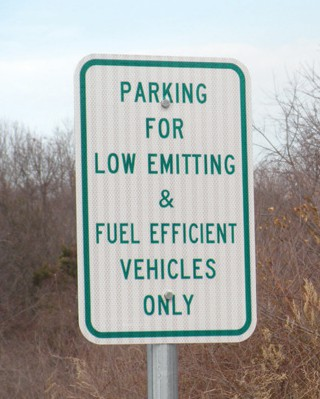 PARKING
FOR
LOW EMITTING
&
FUEL EFFICIENT
VEHICLES
ONLY